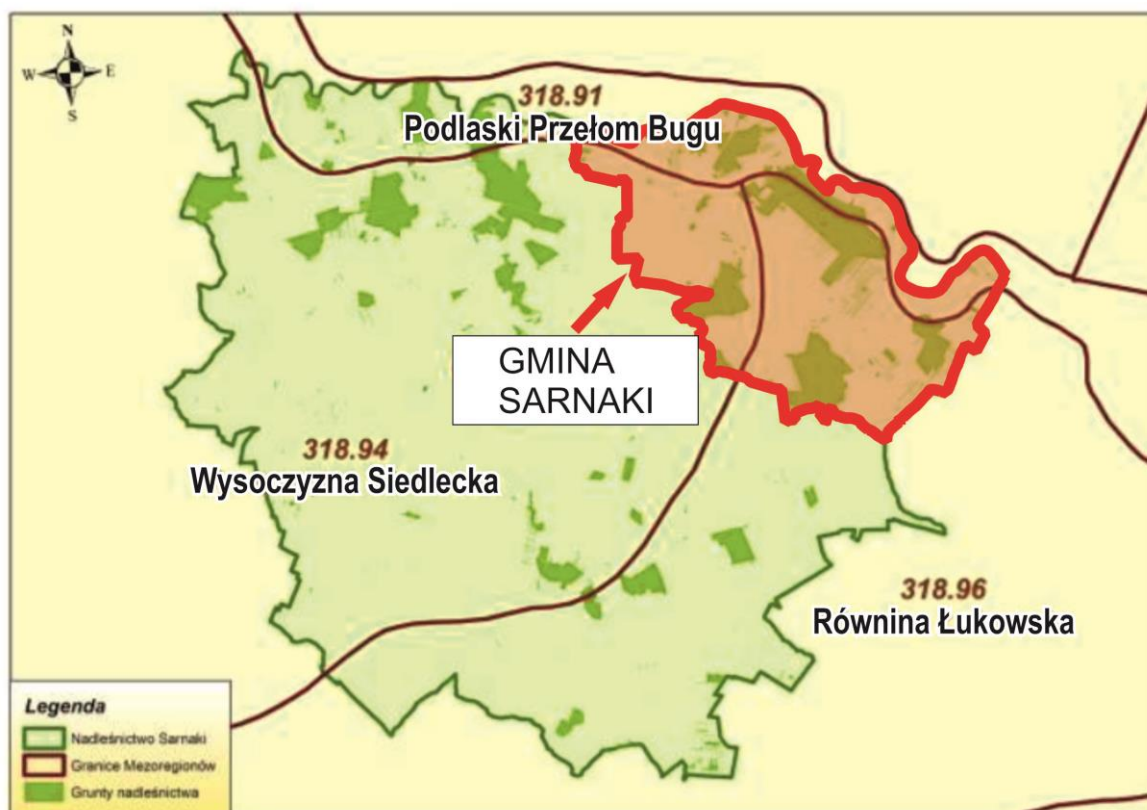 N
W E
S
318.91
Podlaski Przełom Bugu
GMINA
SARNAKI
318.94
Wysoczyzna Siedlecka
318.96
Równina Łukowska
Legenda
Nadleśnictwo Sarnaki
Granice Mezoregionów
Grunty nadleśnictwa